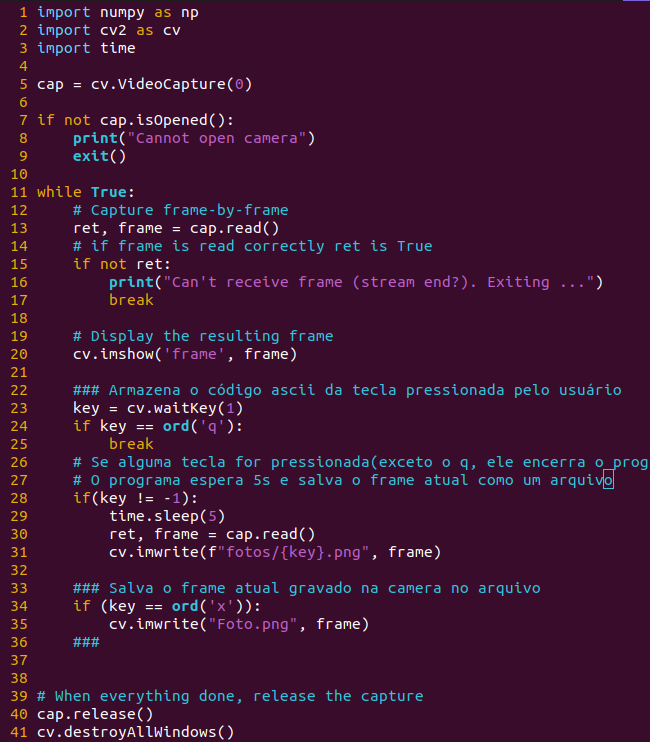 1 import numpy as np
2 import cv2 as cv
3 import time
4
5 cap = cv.VideoCapture(0)
6
7 if not cap.isOpened():
8     print("Cannot open camera")
9     exit()
10
11 while True:
12     # Capture frame-by-frame
13     ret, frame = cap.read()
14     # if frame is read correctly ret is True
15     if not ret:
16         print("Can't receive frame (stream end?). Exiting ...")
17         break
18
19     # Display the resulting frame
20     cv.imshow('frame', frame)
21
22     ### Armazena o código ascii da tecla pressionada pelo usuário
23     key = cv.waitKey(1)
24     if key == ord('q'):
25         break
26     # Se alguma tecla for pressionada(exceto o q, ele encerra o prog
27     # O programa espera 5s e salva o frame atual como um arquivo
28     if(key != -1):
29         time.sleep(5)
30         ret, frame = cap.read()
31         cv.imwrite(f"fotos/{key}.png", frame)
32
33     ### Salva o frame atual gravado na camera no arquivo
34     if (key == ord('x')):
35         cv.imwrite("Foto.png", frame)
36     ###
37
38
39 # When everything done, release the capture
40 cap.release()
41 cv.destroyAllWindows()